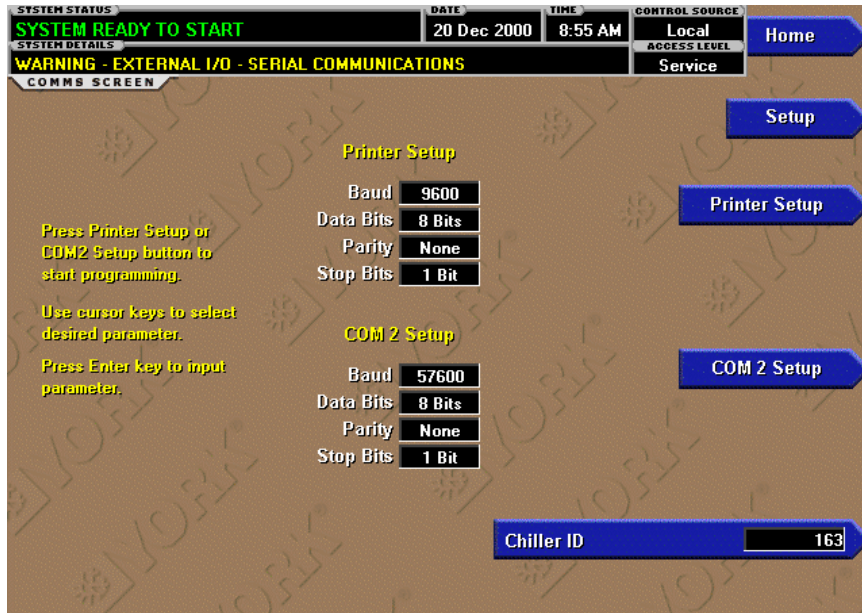 SYSTEM STATUS
SYSTEM READY TO START
DATE
20 Dec 2000
TIME
8:55 AM
CONTROL SOURCE
Local
Home
SYSTEM DETAILS
WARNING - EXTERNAL I/O - SERIAL COMMUNICATIONS
ACCESS LEVEL
Service
COMMS SCREEN
Setup
Printer Setup
Baud 9600
Data Bits 8 Bits
Parity None
Stop Bits 1 Bit
Printer Setup
Press Printer Setup or
COM2 Setup button to
start programming.
Use cursor keys to select
desired parameter.
Press Enter key to input
parameter.
COM 2 Setup
Baud 57600
Data Bits 8 Bits
Parity None
Stop Bits 1 Bit
COM 2 Setup
Chiller ID 163
YORK